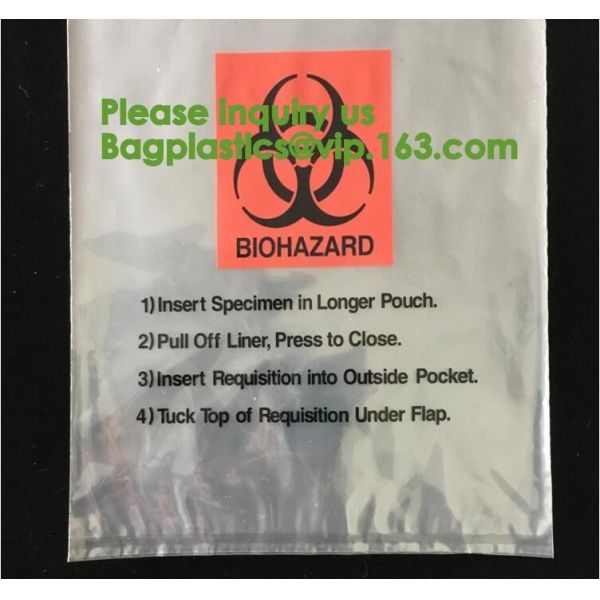 Please inquiry us
Bagplastics@vip.163.com
BIOHAZARD
1) Insert Specimen in Longer Pouch.
2) Pull Off Liner, Press to Close.
3) Insert Requisition into Outside Pocket.
4) Tuck Top of Requisition Under Flap.